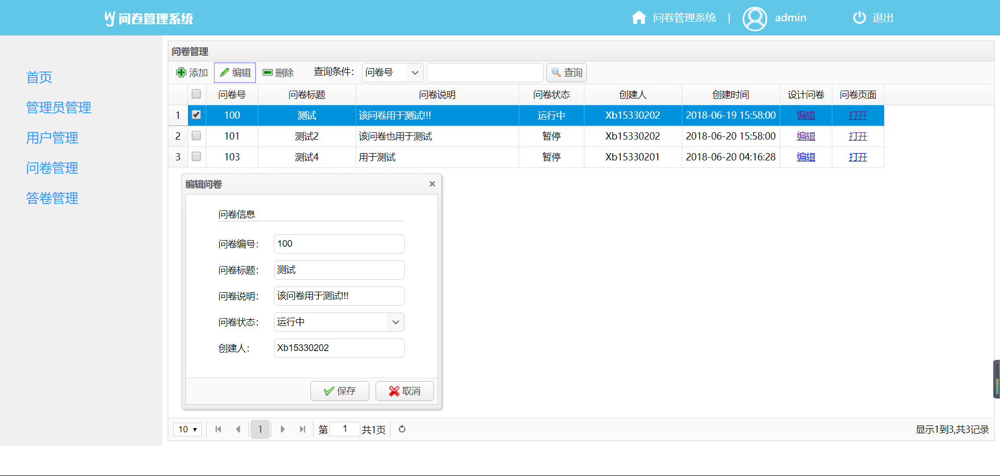 问卷管理系统
问卷管理系统 | admin 退出
首页
管理员管理
用户管理
问卷管理
答卷管理
问卷管理
添加 编辑 删除 查询条件： 问卷号 查询
问卷号 问卷标题 问卷说明 问卷状态 创建人 创建时间 设计问卷 问卷页面
1 100 测试 该问卷用于测试!!! 运行中 Xb15330202 2018-06-19 15:58:00 编辑 打开
2 101 测试2 该问卷也用于测试 暂停 Xb15330202 2018-06-20 15:58:00 编辑 打开
3 103 测试4 用于测试 暂停 Xb15330201 2018-06-20 04:16:28 编辑 打开
编辑问卷
问卷信息
问卷编号： 100
问卷标题： 测试
问卷说明： 该问卷用于测试!!!
问卷状态： 运行中
创建人： Xb15330202
保存 取消
10 1 第 1 共1页 显示1到3,共3记录